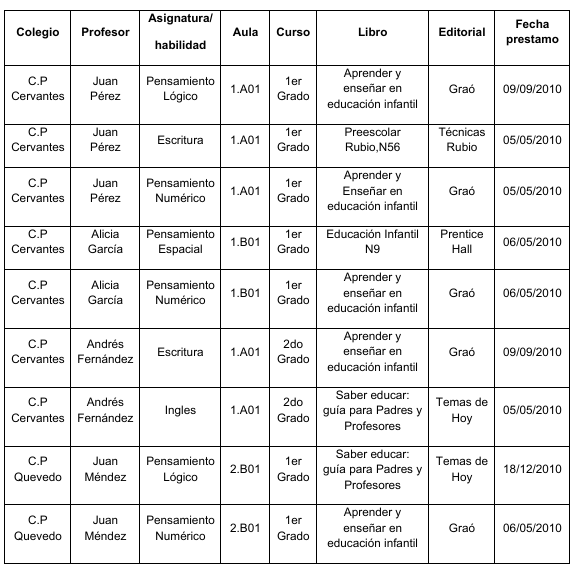 Colegio Profesor Asignatura/ habilidad Aula Curso Libro Editorial Fecha prestamo
C.P Cervantes Juan Pérez Pensamiento Lógico 1.A01 1er Grado Aprender y enseñar en educación infantil Graó 09/09/2010
C.P Cervantes Juan Pérez Escritura 1.A01 1er Grado Preescolar Rubio,N56 Técnicas Rubio 05/05/2010
C.P Cervantes Juan Pérez Pensamiento Numérico 1.A01 1er Grado Aprender y Enseñar en educación infantil Graó 05/05/2010
C.P Cervantes Alicia García Pensamiento Espacial 1.B01 1er Grado Educación Infantil N9 Prentice Hall 06/05/2010
C.P Cervantes Alicia García Pensamiento Numérico 1.B01 1er Grado Aprender y enseñar en educación infantil Graó 06/05/2010
C.P Cervantes Andrés Fernández Escritura 1.A01 2do Grado Aprender y enseñar en educación infantil Graó 09/09/2010
C.P Cervantes Andrés Fernández Ingles 1.A01 2do Grado Saber educar: guía para Padres y Profesores Temas de Hoy 05/05/2010
C.P Quevedo Juan Méndez Pensamiento Lógico 2.B01 1er Grado Saber educar: guía para Padres y Profesores Temas de Hoy 18/12/2010
C.P Quevedo Juan Méndez Pensamiento Numérico 2.B01 1er Grado Aprender y enseñar en educación infantil Graó 06/05/2010